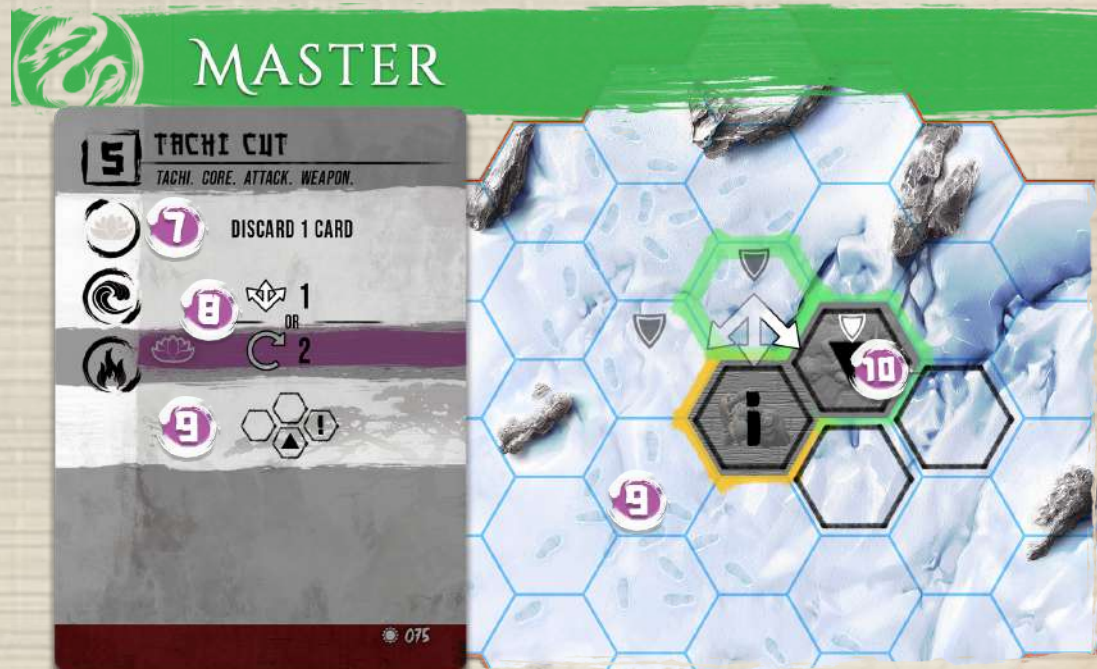 MASTER
5 TACHI CUT
TACHI. CORE. ATTACK. WEAPON.
7 DISCARD 1 CARD
8 1
OR
2
9 !
10
i
9
075